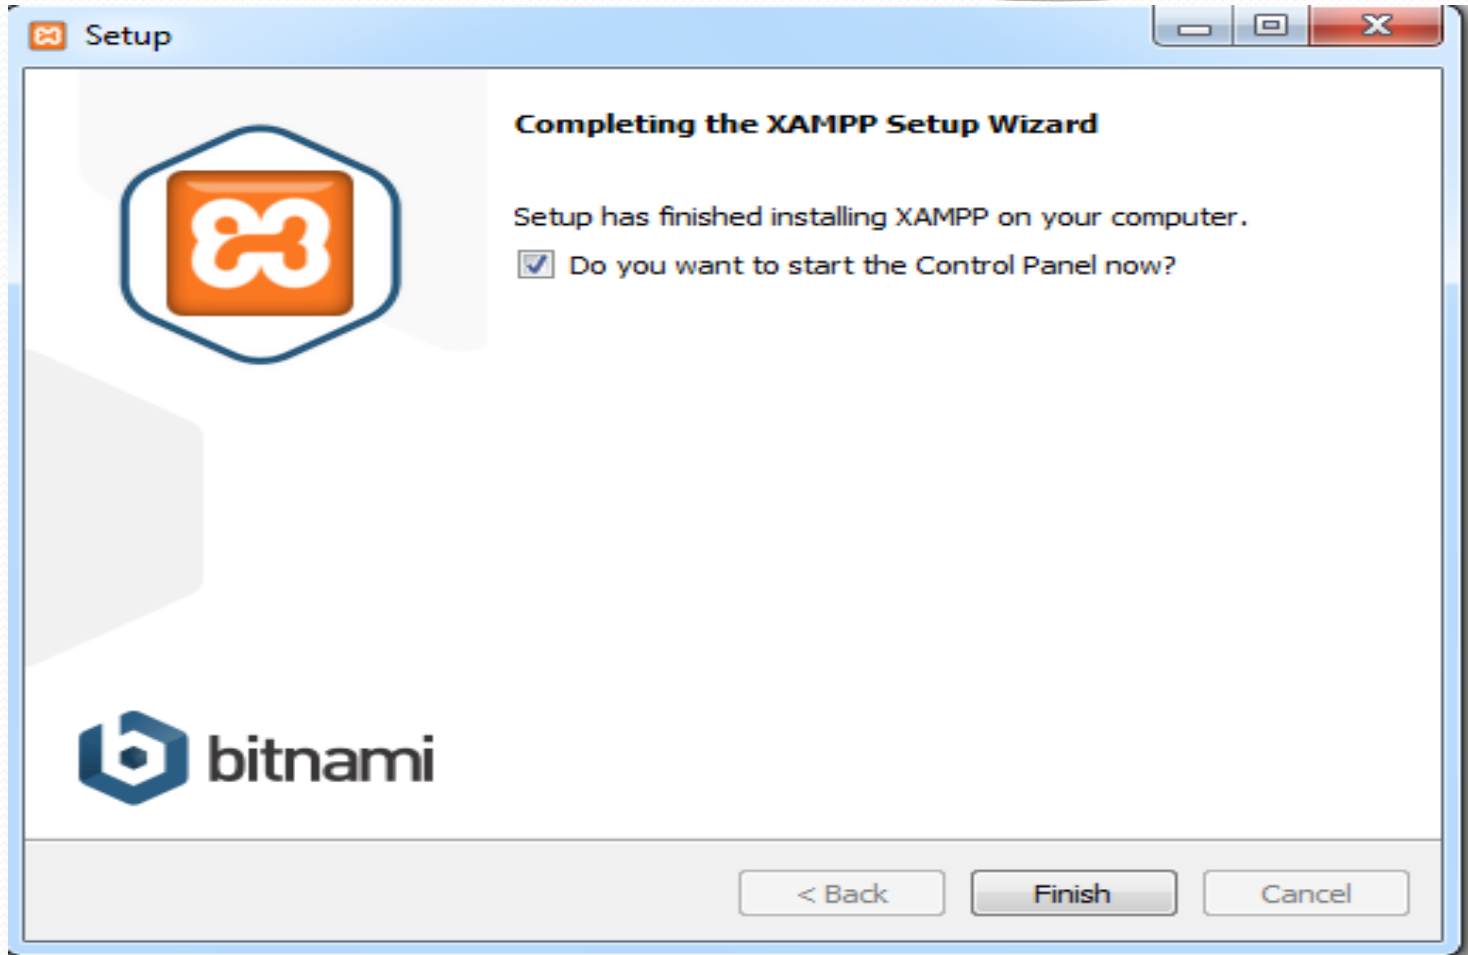 Setup
Completing the XAMPP Setup Wizard
Setup has finished installing XAMPP on your computer.
Do you want to start the Control Panel now?
bitnami
< Back
Finish
Cancel